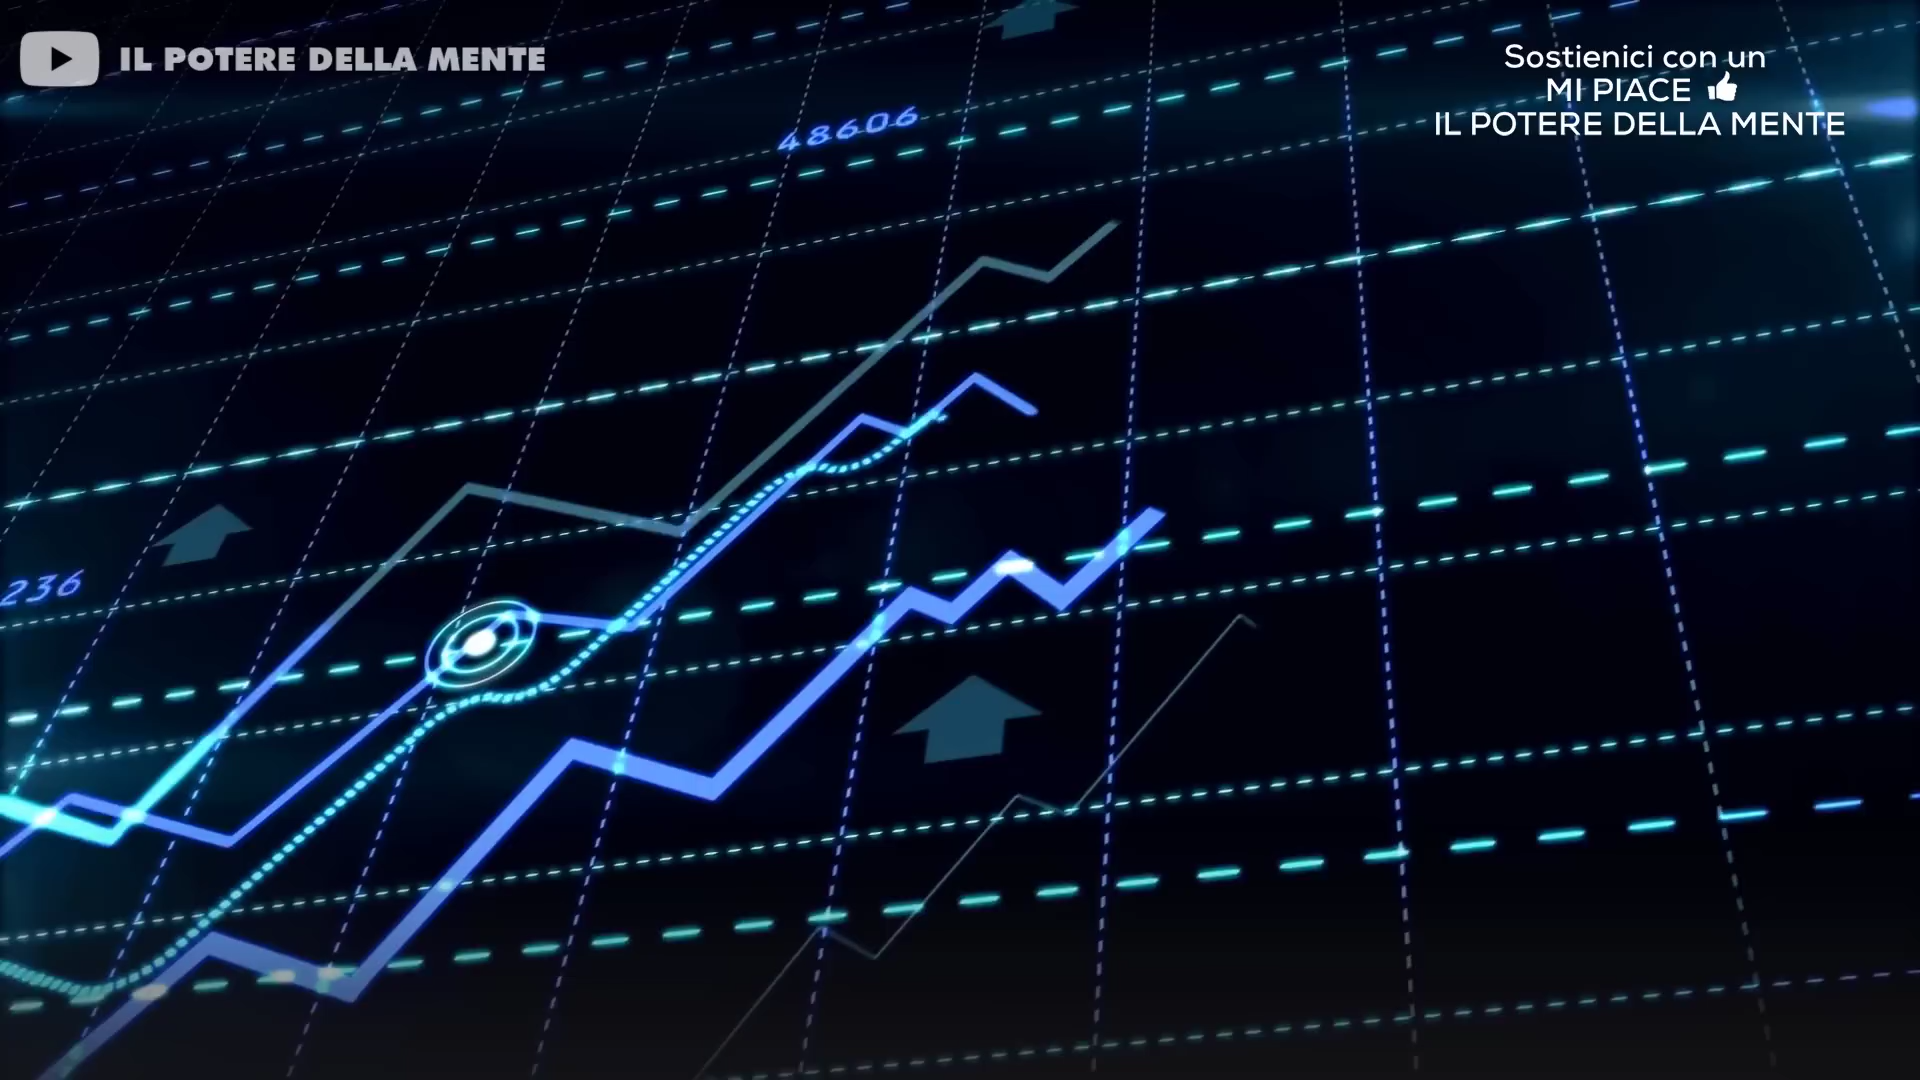 IL POTERE DELLA MENTE
Sostienici con un
MI PIACE
IL POTERE DELLA MENTE
48606
236